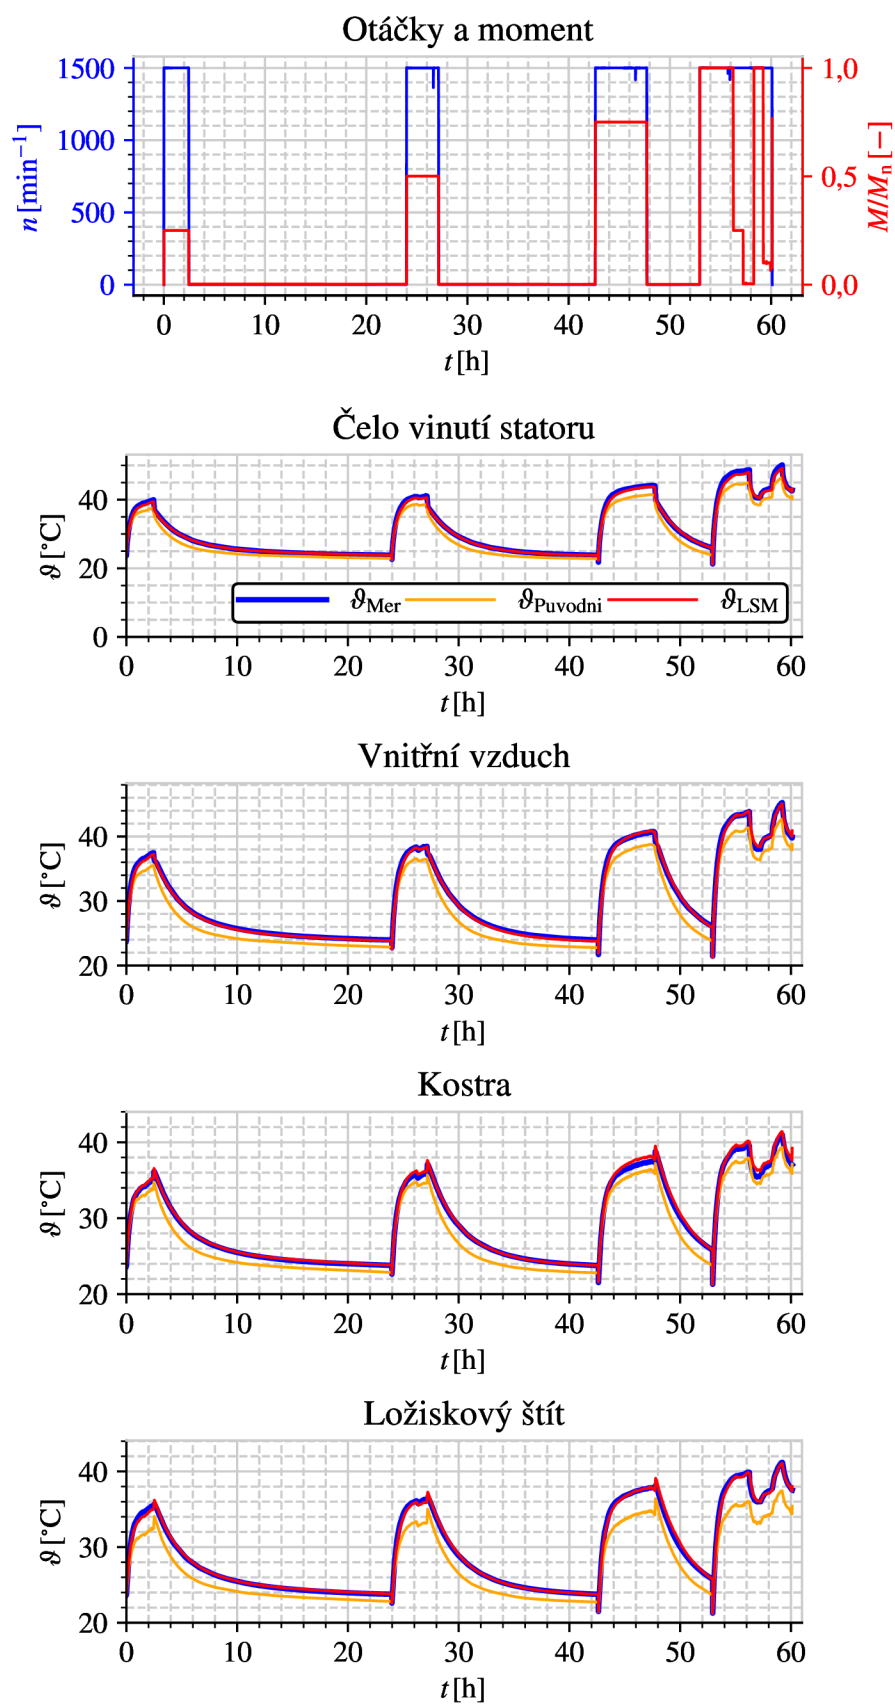 Otáčky a moment
1500
1000
500
0
n [min⁻¹]
1,0
0,5
0,0
M/Mₙ [−]
0 10 20 30 40 50 60
t [h]
Čelo vinutí statoru
40
20
0
ϑ [°C]
ϑMer ϑPuvodni ϑLSM
0 10 20 30 40 50 60
t [h]
Vnitřní vzduch
40
30
20
ϑ [°C]
0 10 20 30 40 50 60
t [h]
Kostra
40
30
20
ϑ [°C]
0 10 20 30 40 50 60
t [h]
Ložiskový štít
40
30
20
ϑ [°C]
0 10 20 30 40 50 60
t [h]